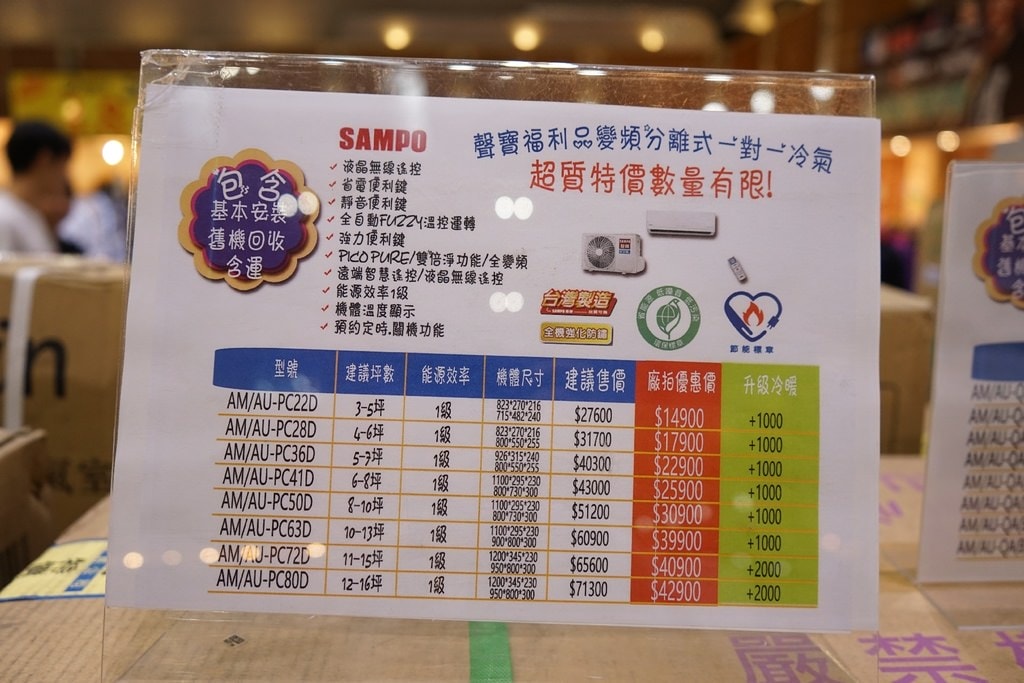 SAMPO
聲寶福利品變頻分離式一對一冷氣
超質特價數量有限!
包含
基本安裝
舊機回收
含運
✓ 液晶無線遙控
✓ 省電便利鍵
✓ 靜音便利鍵
✓ 全自動FUZZY溫控運轉
✓ 強力便利鍵
✓ PICO PURE/雙倍淨功能/全變頻
✓ 遠端智慧遙控/液晶無線遙控
✓ 能源效率1級
✓ 機體溫度顯示
✓ 預約定時.關機功能
SAMPO
台灣製造
全機強化防鏽
節能標章
型號 建議坪數 能源效率 機體尺寸 建議售價 廠拍優惠價 升級冷暖
AM/AU-PC22D 3-5坪 1級 823*270*216 715*482*240 $27600 $14900 +1000
AM/AU-PC28D 4-6坪 1級 823*270*216 800*550*255 $31700 $17900 +1000
AM/AU-PC36D 5-7坪 1級 926*315*240 800*550*255 $40300 $22900 +1000
AM/AU-PC41D 6-8坪 1級 1100*295*230 800*730*300 $43000 $25900 +1000
AM/AU-PC50D 8-10坪 1級 1100*295*230 800*730*300 $51200 $30900 +1000
AM/AU-PC63D 10-13坪 1級 1100*295*230 900*800*300 $60900 $39900 +1000
AM/AU-PC72D 11-15坪 1級 1200*345*230 950*800*300 $65600 $40900 +2000
AM/AU-PC80D 12-16坪 1級 1200*345*230 950*800*300 $71300 $42900 +2000
嚴禁